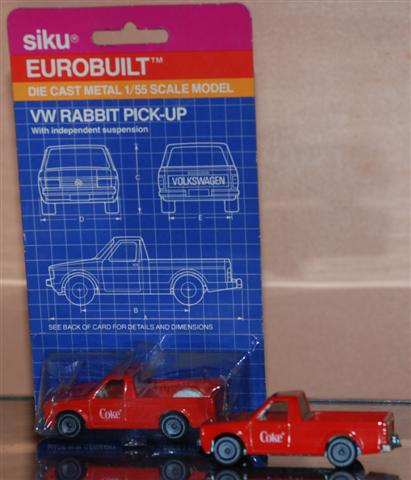 siku®
EUROBUILT™
DIE CAST METAL 1/55 SCALE MODEL
VW RABBIT PICK-UP
With independent suspension
VOLKSWAGEN
C
D
E
B
A
SEE BACK OF CARD FOR DETAILS AND DIMENSIONS
Coke
Coke